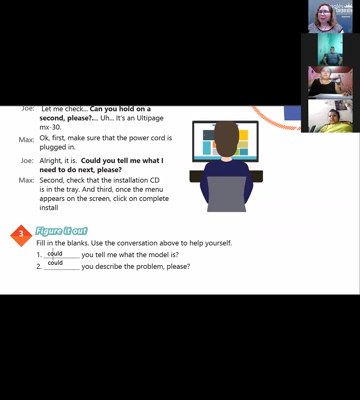 Joe: Let me check... Can you hold on a
second, please?... Uh... It's an Ultipage
mx-30.
Max: Ok, first, make sure that the power cord is
plugged in.
Joe: Alright, it is. Could you tell me what I
need to do next, please?
Max: Second, check that the installation CD
is in the tray. And third, once the menu
appears on the screen, click on complete
install
3 Figure it out
Fill in the blanks. Use the conversation above to help yourself.
1. could you tell me what the model is?
2. could you describe the problem, please?